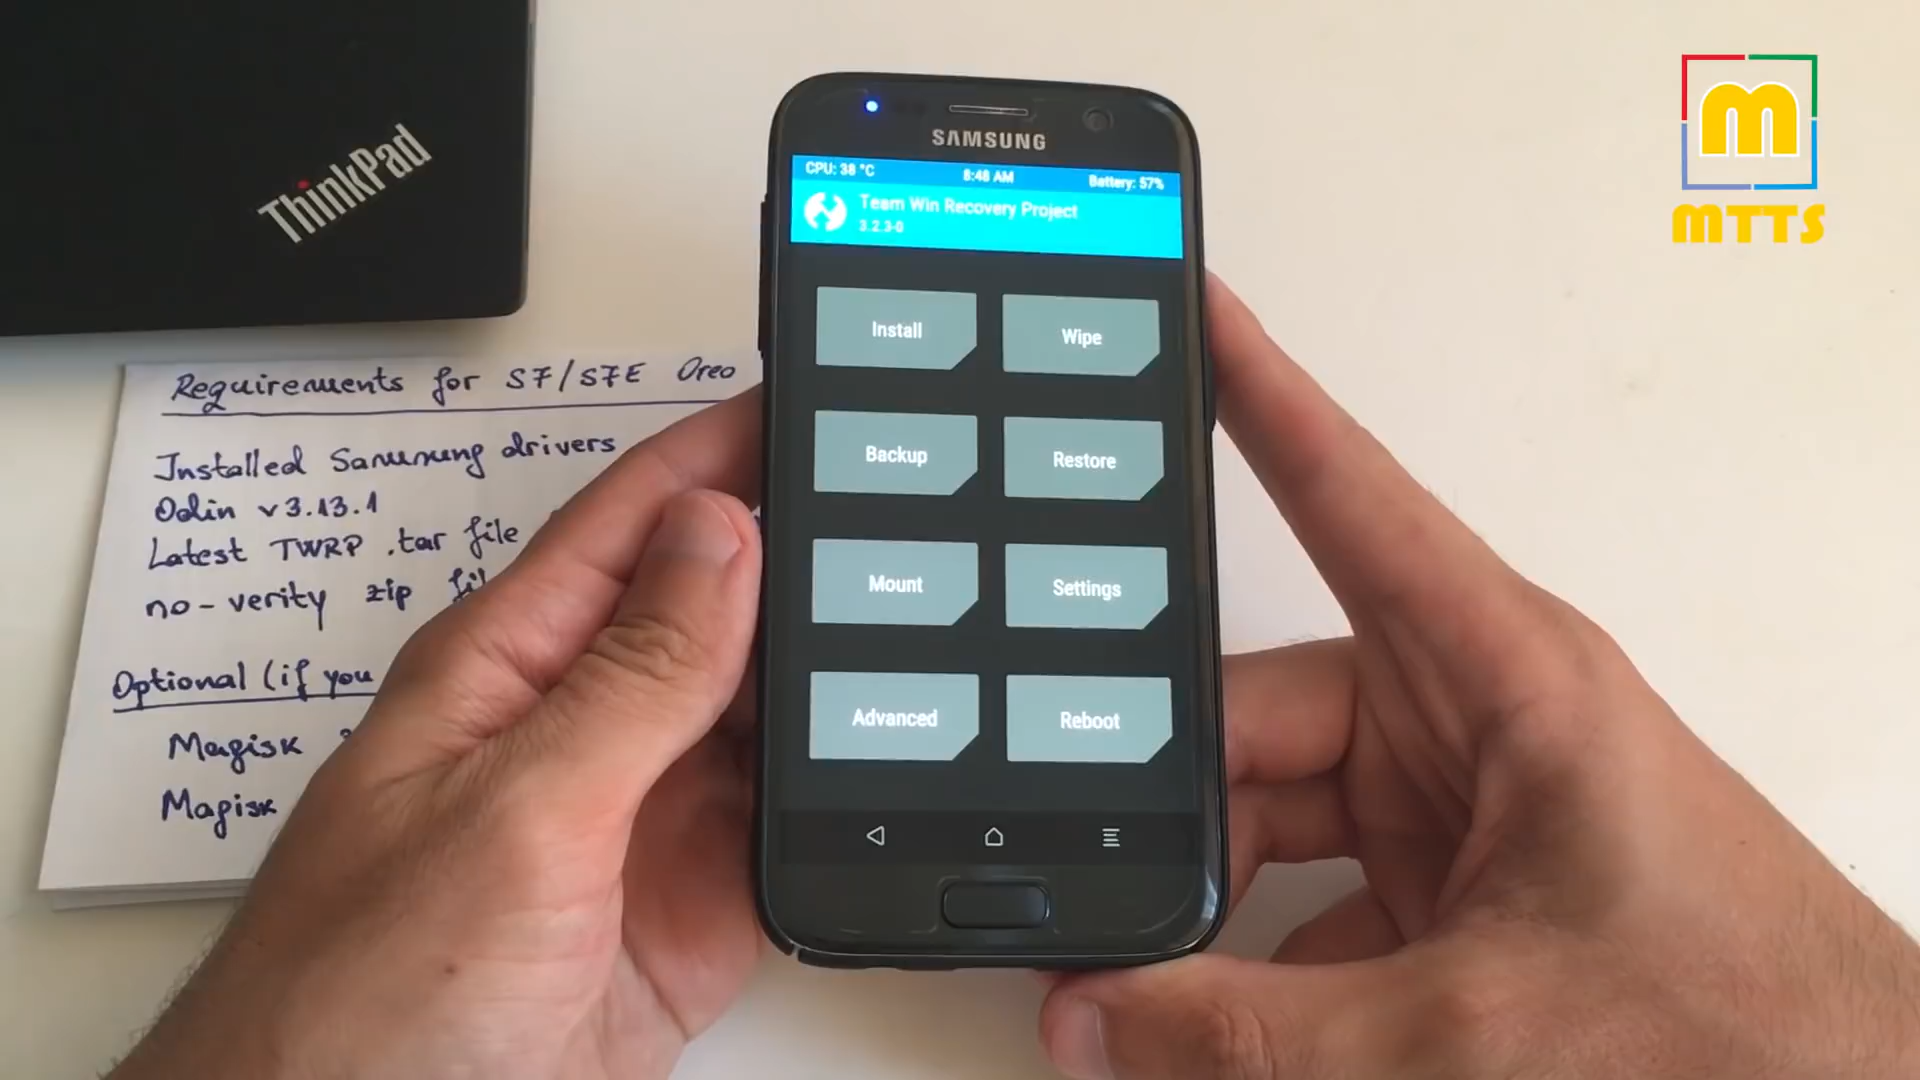 ThinkPad
SAMSUNG
CPU: 38 °C
8:48 AM
Battery: 57%
Team Win Recovery Project
3.2.3-0
Install
Wipe
Backup
Restore
Mount
Settings
Advanced
Reboot
Requirements for S7/S7E Oreo
Installed Samsung drivers
Odin v3.13.1
Latest TWRP .tar file
no-verity zip
Optional (if you
Magisk
Magisk
M
MTTS